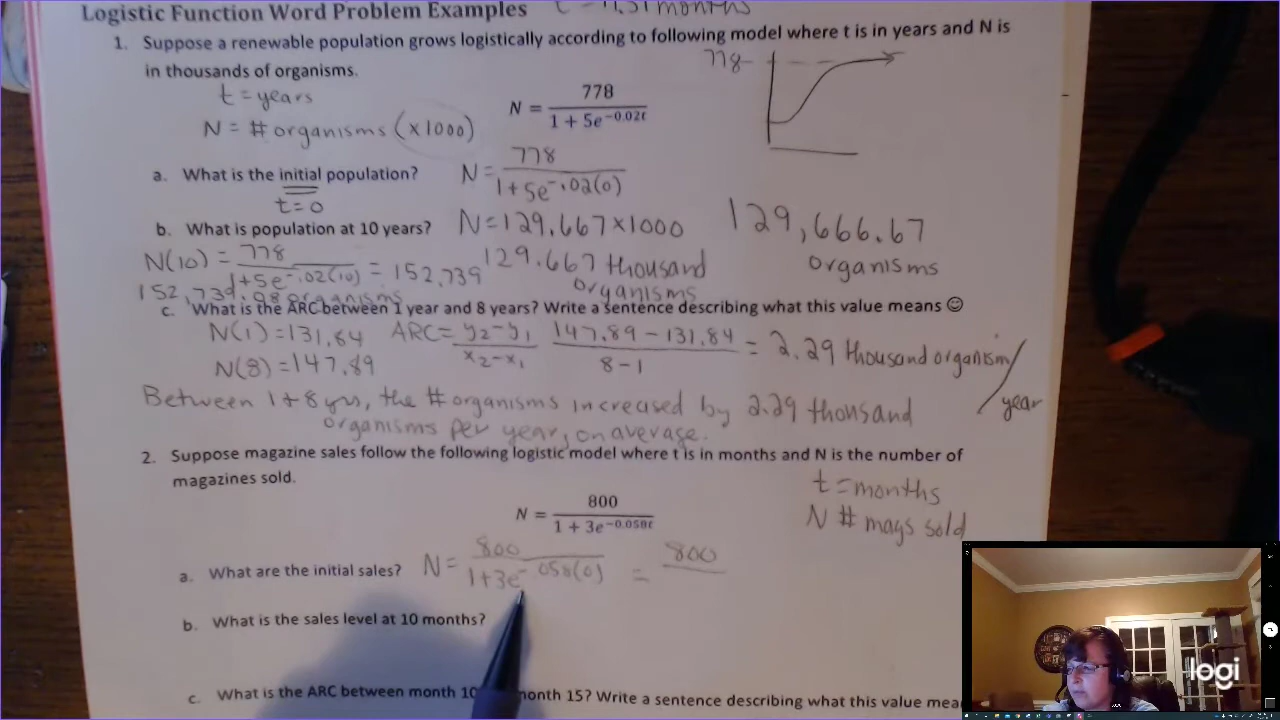 Logistic Function Word Problem Examples
1. Suppose a renewable population grows logistically according to following model where t is in years and N is
in thousands of organisms.
778
t = years
N = # organisms (x1000)
N = 778 / 1 + 5e^-0.02t
a. What is the initial population?
t = 0
N = 778 / 1+5e^-.02(0)
b. What is population at 10 years?
N = 129.667 x 1000
129,666.67
organisms
129.667 thousand
organisms
N(10) = 778 / 1+5e^-.02(10) = 152.739
152,739.08 organisms
c. What is the ARC between 1 year and 8 years? Write a sentence describing what this value means ☺
N(1) = 131.84
N(8) = 147.89
ARC = y2-y1 / x2-x1
147.89 - 131.84 / 8-1 = 2.29 thousand organism/year
Between 1 + 8 yrs, the # organisms increased by 2.29 thousand
organisms per year, on average.
2. Suppose magazine sales follow the following logistic model where t is in months and N is the number of
magazines sold.
t = months
N # mags sold
N = 800 / 1 + 3e^-0.058t
a. What are the initial sales?
N = 800 / 1+3e^-.058(0) = 800
b. What is the sales level at 10 months?
c. What is the ARC between month 10 month 15? Write a sentence describing what this value
logi